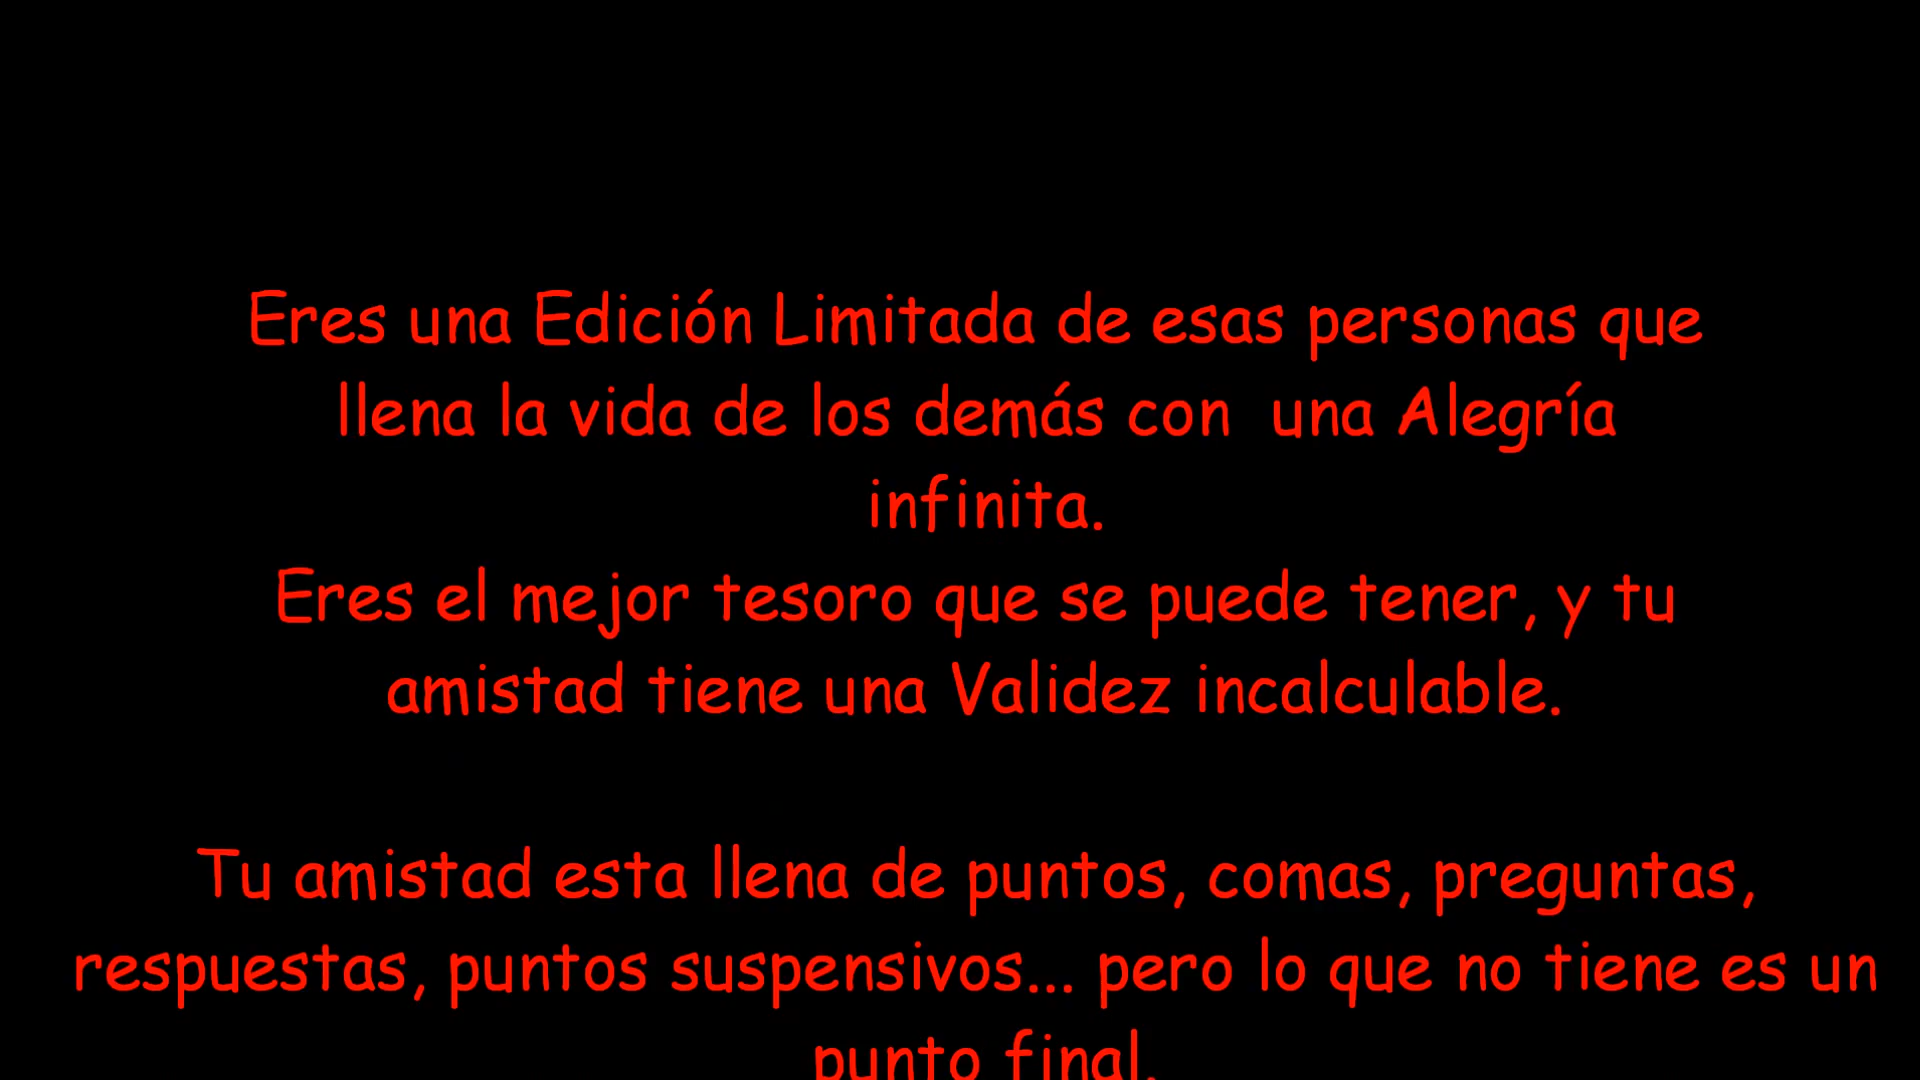 Eres una Edición Limitada de esas personas que
llena la vida de los demás con  una Alegría
infinita.
Eres el mejor tesoro que se puede tener, y tu
amistad tiene una Validez incalculable.
Tu amistad esta llena de puntos, comas, preguntas,
respuestas, puntos suspensivos... pero lo que no tiene es un
punto final.